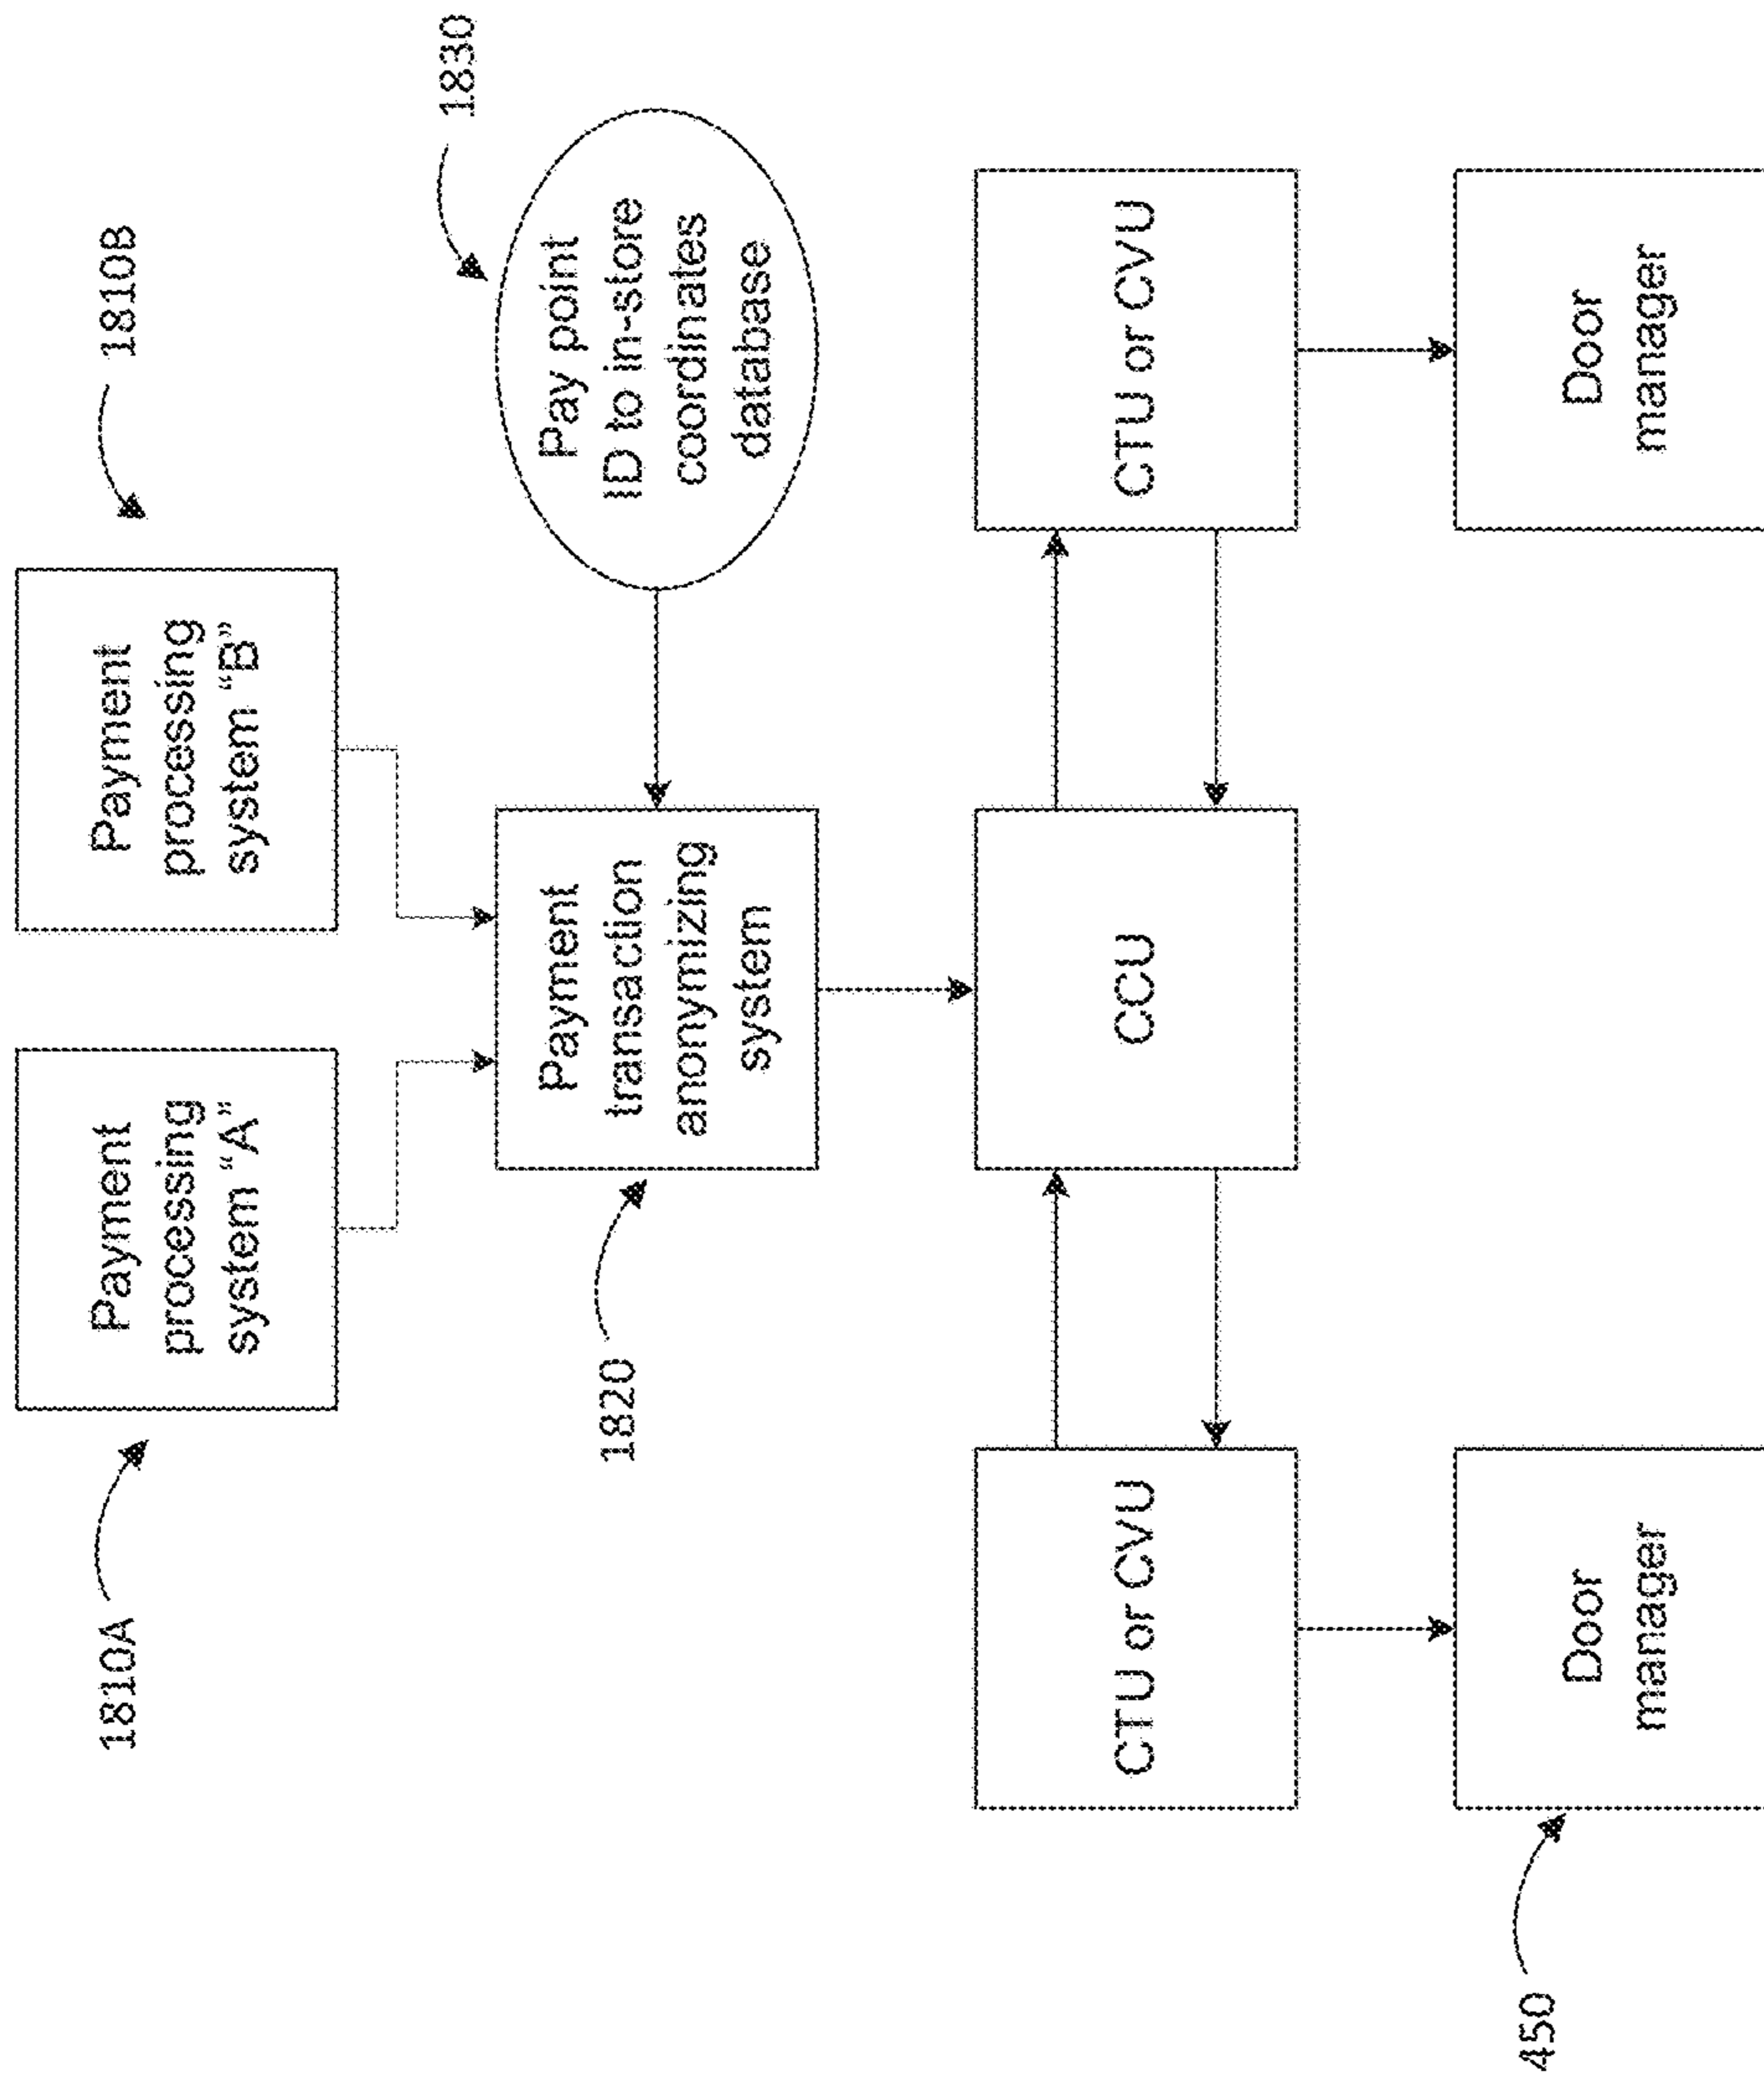 1810A
Payment
processing
system "A"
Payment
processing
system "B"
1810B
1820
Payment
transaction
anonymizing
system
Pay point
ID to in-store
coordinates
database
1830
CTU or CVU
CCU
CTU or CVU
450
Door
manager
Door
manager